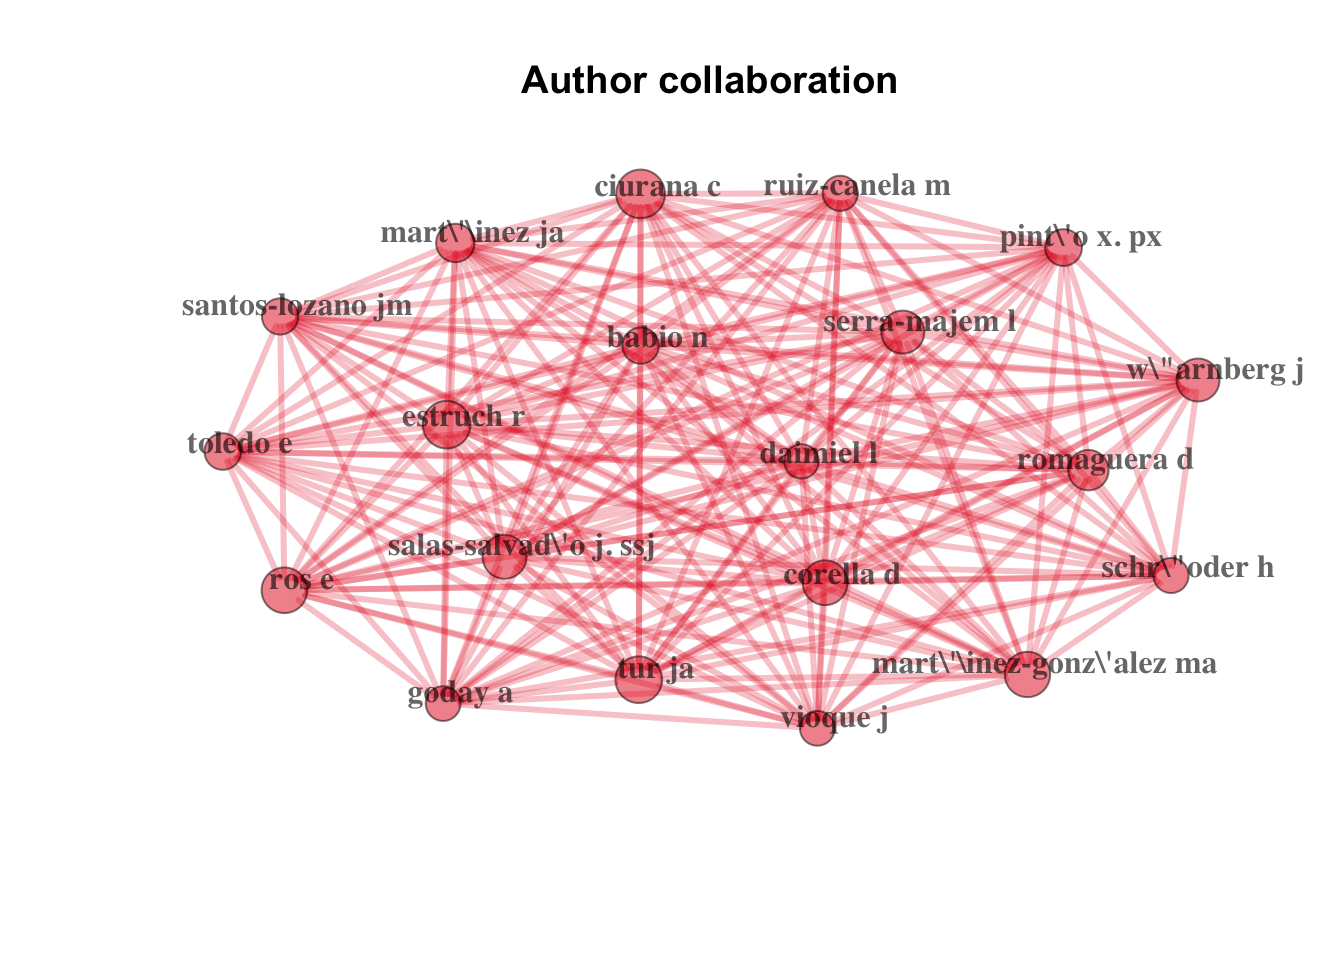 Author collaboration
ciurana c
ruiz-canela m
mart\'\inez ja
pint\'o x. px
santos-lozano jm
babio n
serra-majem l
w\"arnberg j
estruch r
toledo e
daimiel l
romaguera d
salas-salvad\'o j. ssj
ros e
corella d
schr\"oder h
tur ja
mart\'\inez-gonz\'alez ma
goday a
vioque j